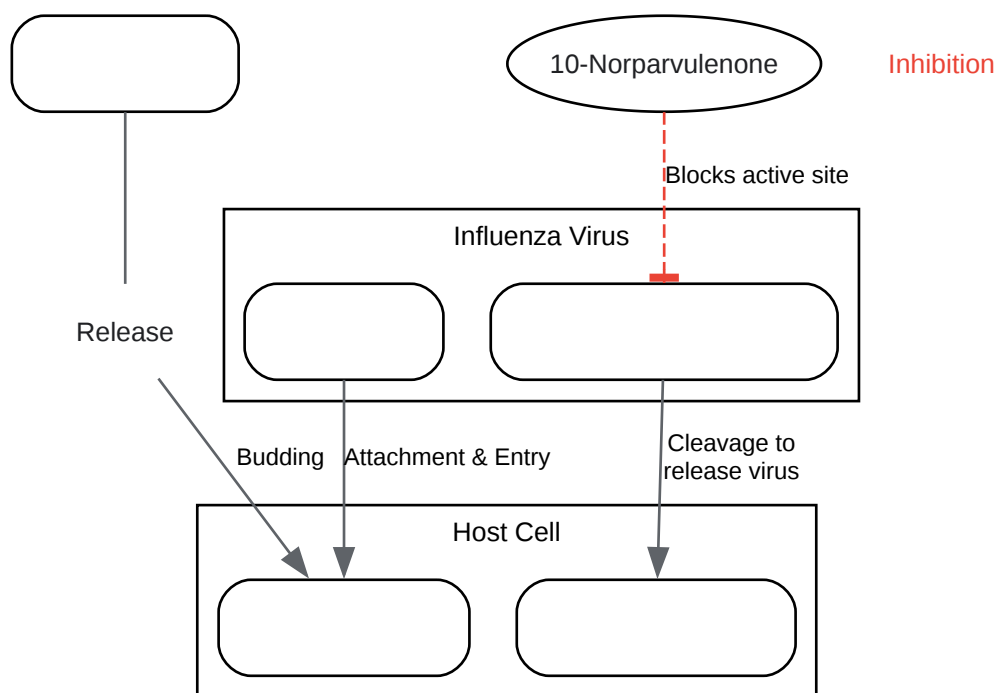 10-Norparvulenone
Inhibition
Blocks active site
Influenza Virus
Release
Budding
Attachment & Entry
Cleavage to
release virus
Host Cell